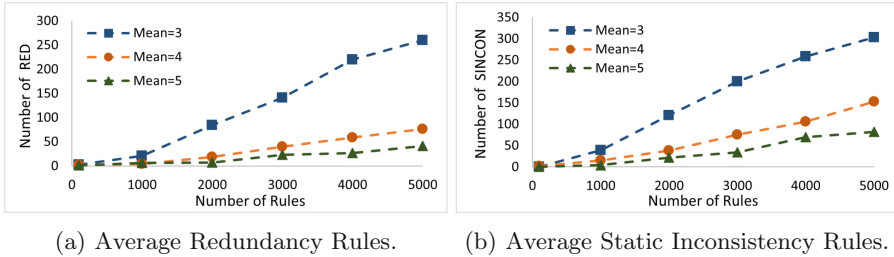 Number of RED
300
250
200
150
100
50
0
Mean=3
Mean=4
Mean=5
0 1000 2000 3000 4000 5000
Number of Rules
(a) Average Redundancy Rules.
Number of SINCON
350
300
250
200
150
100
50
0
Mean=3
Mean=4
Mean=5
0 1000 2000 3000 4000 5000
Number of Rules
(b) Average Static Inconsistency Rules.